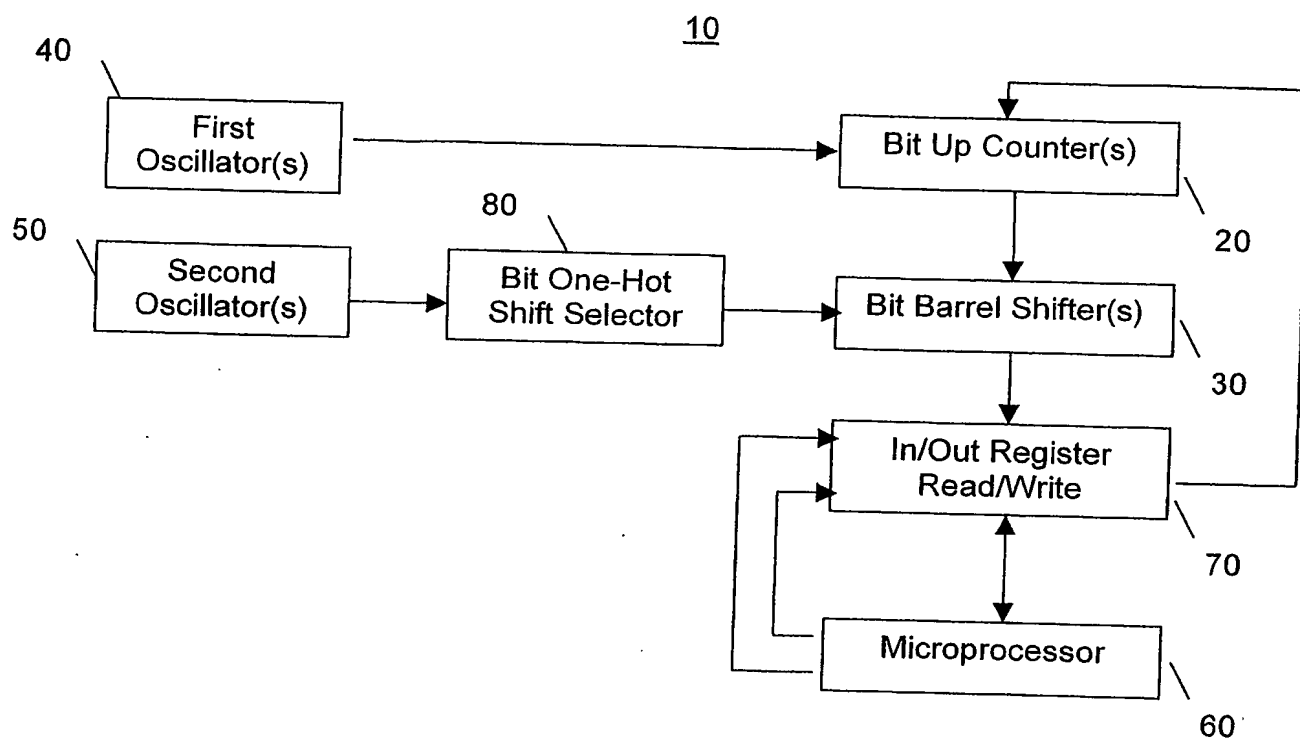 10
40
First
Oscillator(s)
Bit Up Counter(s)
20
50
Second
Oscillator(s)
80
Bit One-Hot
Shift Selector
Bit Barrel Shifter(s)
30
In/Out Register
Read/Write
70
Microprocessor
60